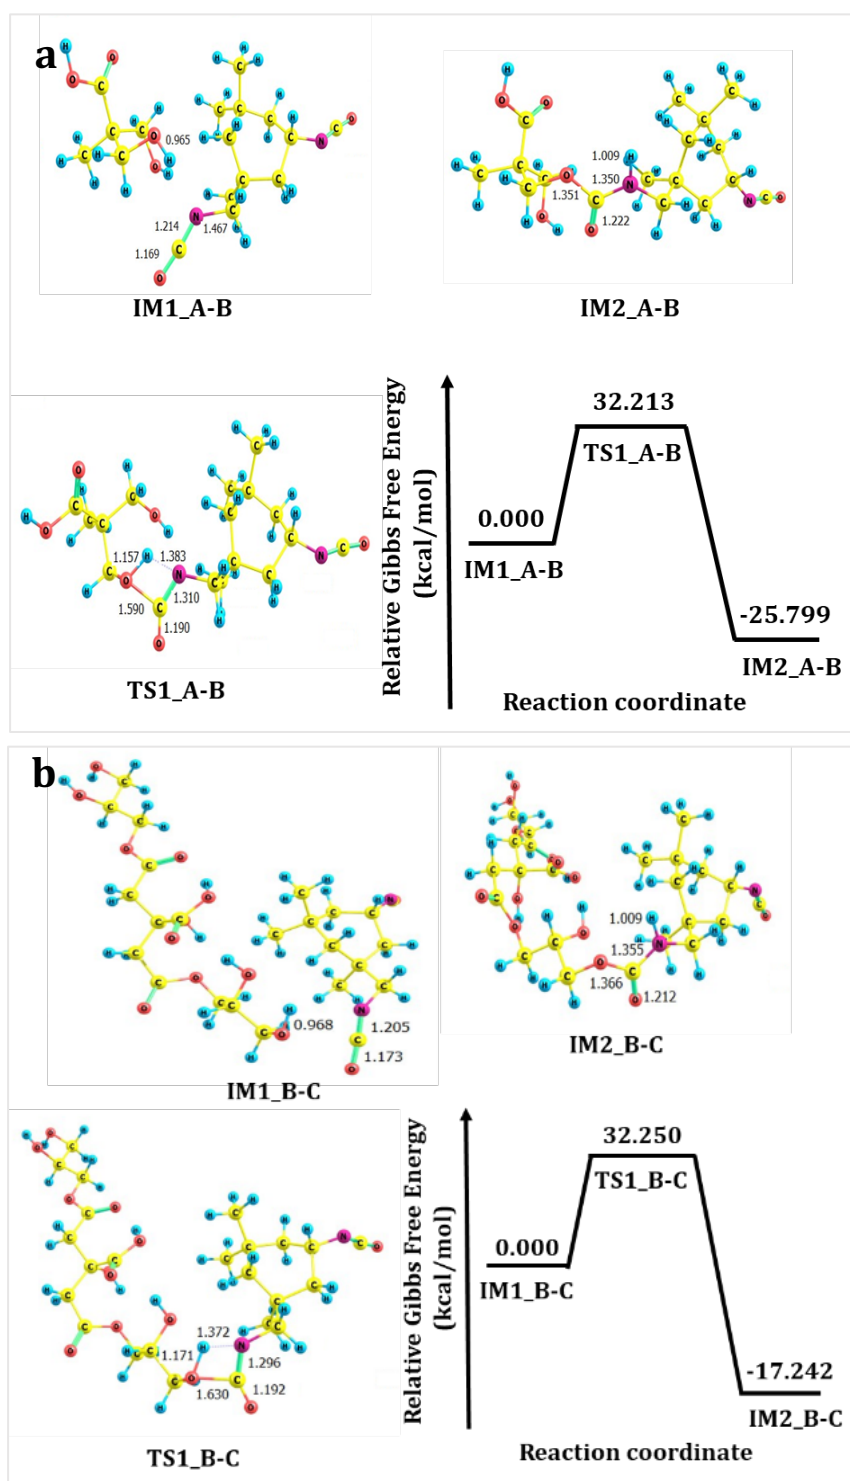 a
0.965
1.214
1.467
1.169
IM1_A-B
1.009
1.350
1.351
1.222
IM2_A-B
1.157
1.383
1.310
1.590
1.190
TS1_A-B
Relative Gibbs Free Energy
(kcal/mol)
32.213
TS1_A-B
0.000
IM1_A-B
-25.799
IM2_A-B
Reaction coordinate
b
0.968
1.205
1.173
IM1_B-C
1.009
1.355
1.366
1.212
IM2_B-C
1.372
1.171
1.296
1.630
1.192
TS1_B-C
Relative Gibbs Free Energy
(kcal/mol)
32.250
TS1_B-C
0.000
IM1_B-C
-17.242
IM2_B-C
Reaction coordinate